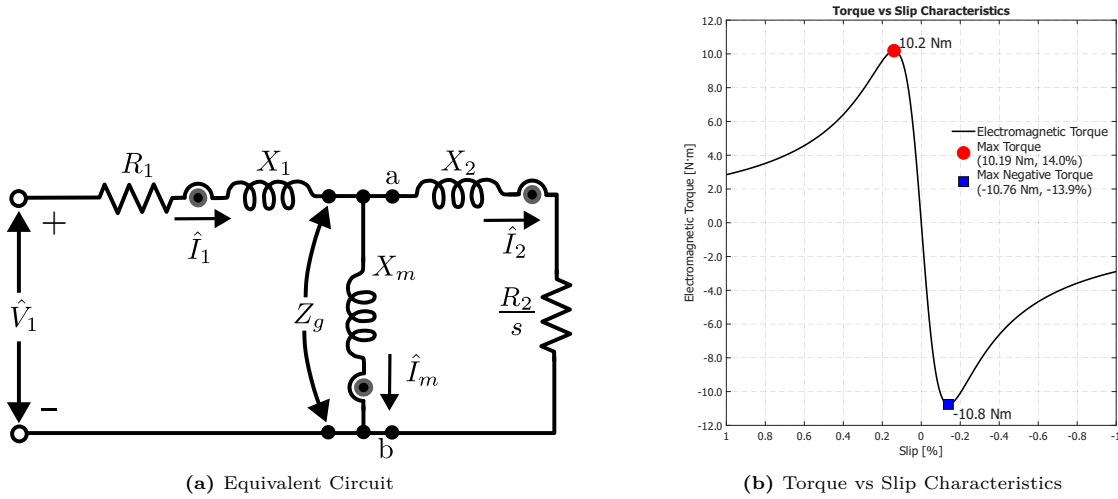 R₁
X₁
a
X₂
+
Î₁
Î₂
V̂₁
Z_g
X_m
R₂
s
Î_m
–
b
(a) Equivalent Circuit
Torque vs Slip Characteristics
12.0
10.0
8.0
6.0
4.0
2.0
0.0
-2.0
-4.0
-6.0
-8.0
-10.0
-12.0
Electromagnetic Torque [N·m]
10.2 Nm
Electromagnetic Torque
Max Torque
(10.19 Nm, 14.0%)
Max Negative Torque
(-10.76 Nm, -13.9%)
-10.8 Nm
1 0.8 0.6 0.4 0.2 0 -0.2 -0.4 -0.6 -0.8 -1
Slip [%]
(b) Torque vs Slip Characteristics